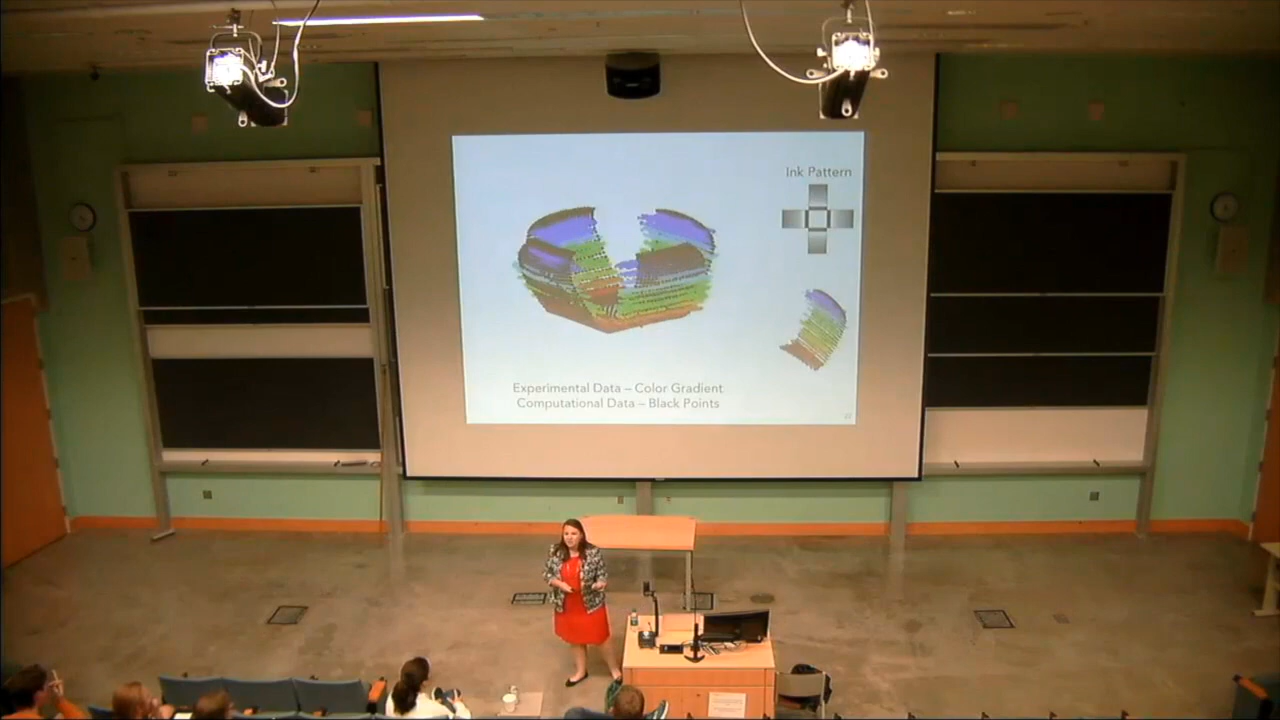 Ink Pattern
Experimental Data – Color Gradient
Computational Data – Black Points